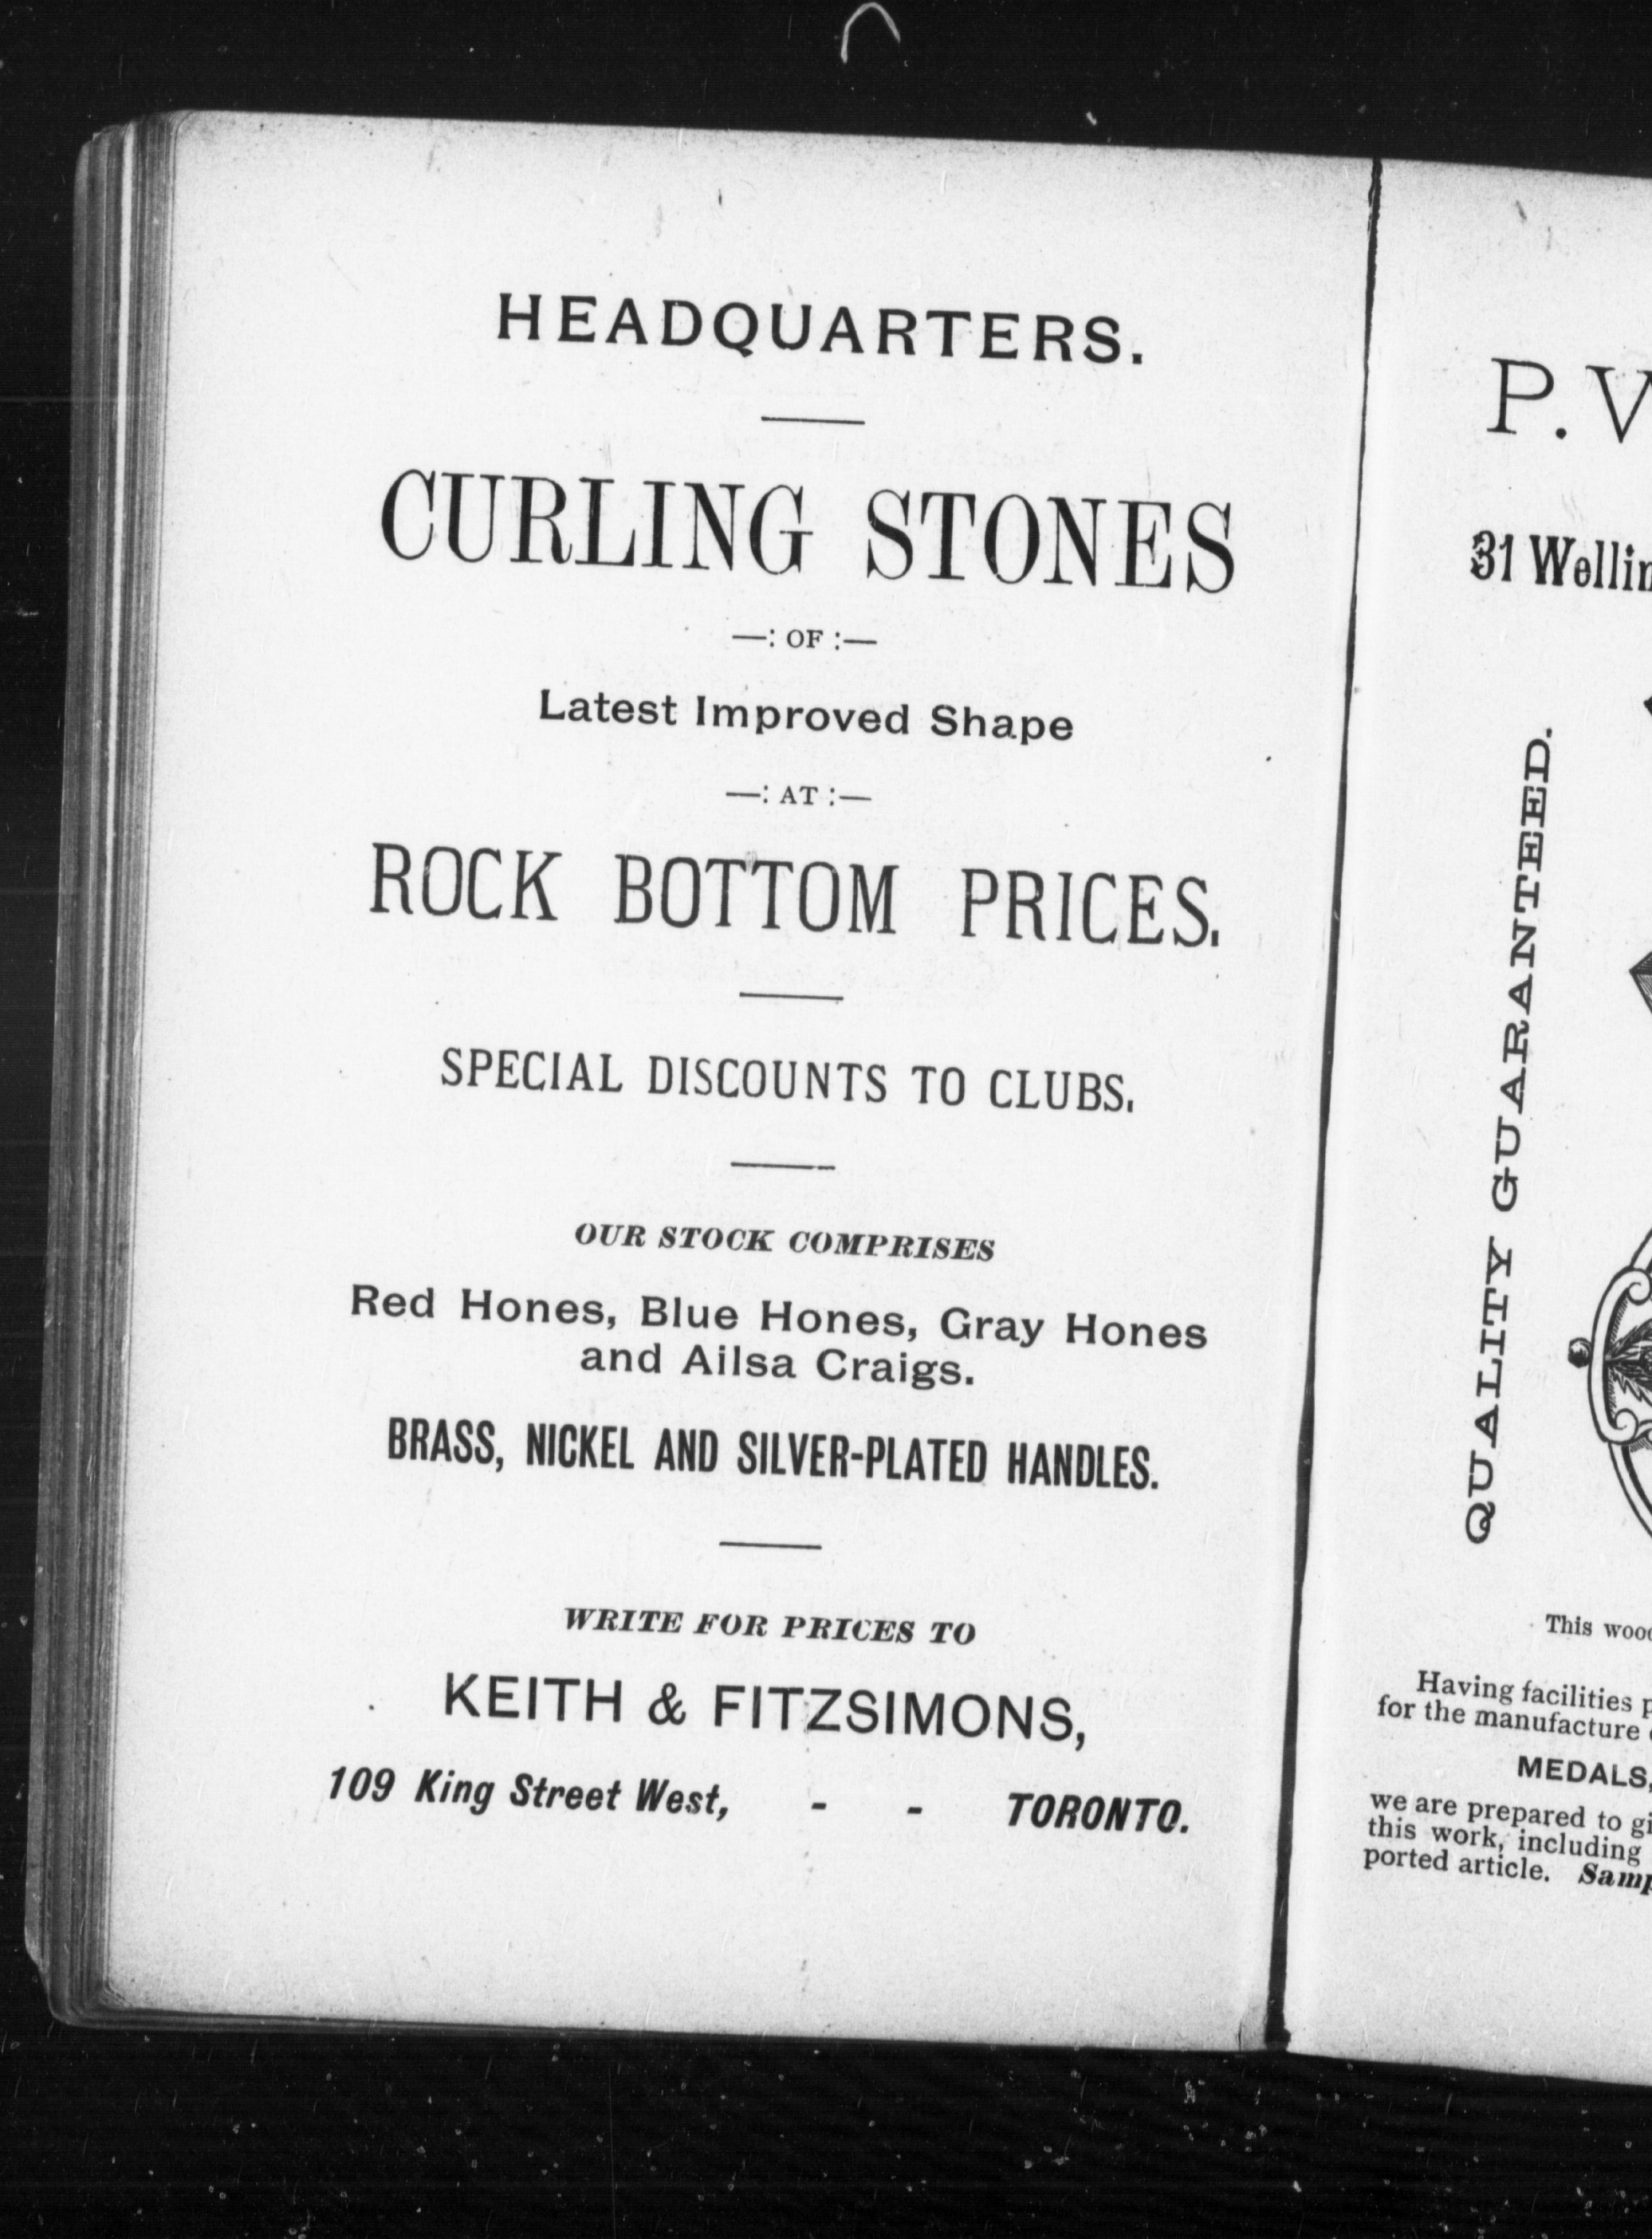 HEADQUARTERS.
CURLING STONES
—: OF :—
Latest Improved Shape
—: AT :—
ROCK BOTTOM PRICES.
SPECIAL DISCOUNTS TO CLUBS.
OUR STOCK COMPRISES
Red Hones, Blue Hones, Gray Hones
and Ailsa Craigs.
BRASS, NICKEL AND SILVER-PLATED HANDLES.
WRITE FOR PRICES TO
KEITH & FITZSIMONS,
109 King Street West, - - TORONTO.
P.
31
QUALITY GUARANTEED.
This
Having facilities
for the manufacture
MEDALS,
we are prepared to
this work, including
ported article.